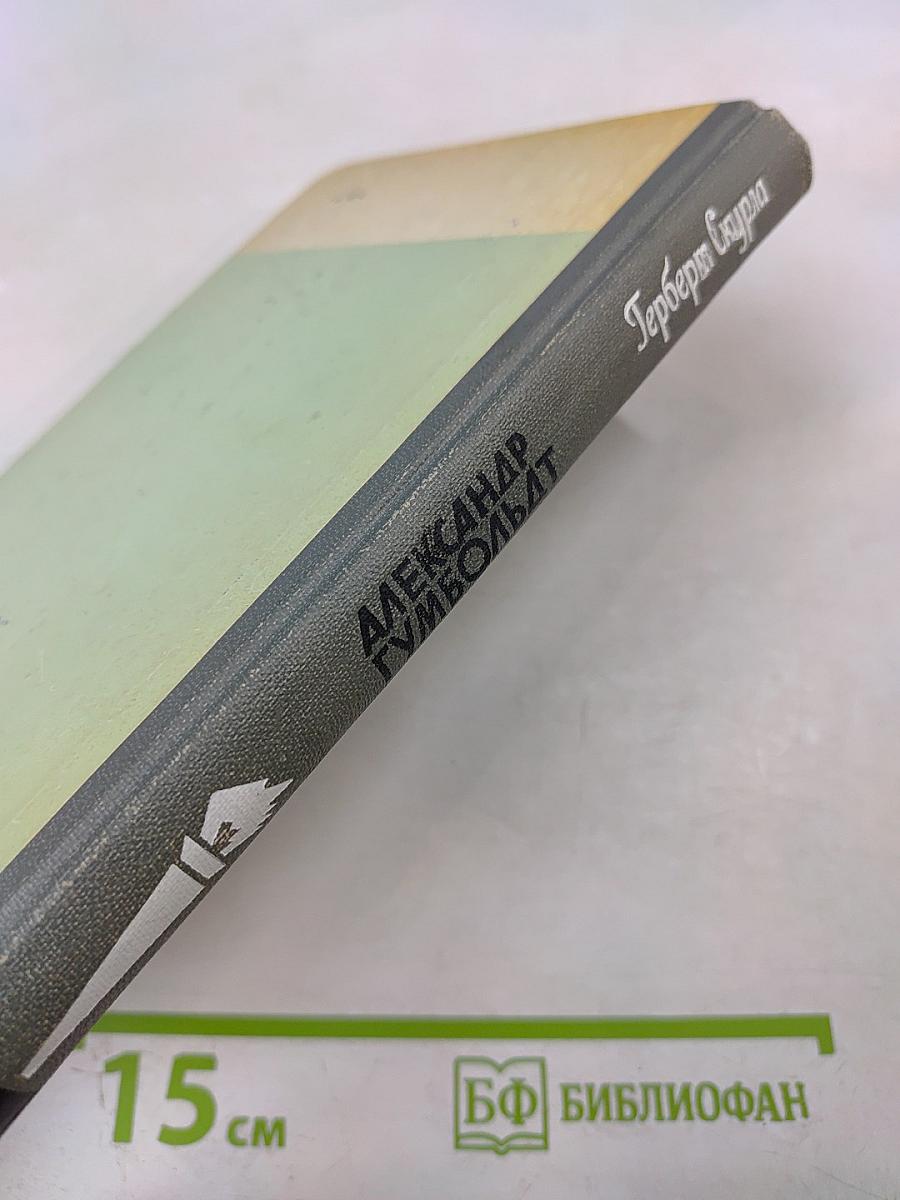 Герберт Скурла
АЛЕКСАНДР
ГУМБОЛЬДТ
15 см
БФ БИБЛИОФАН